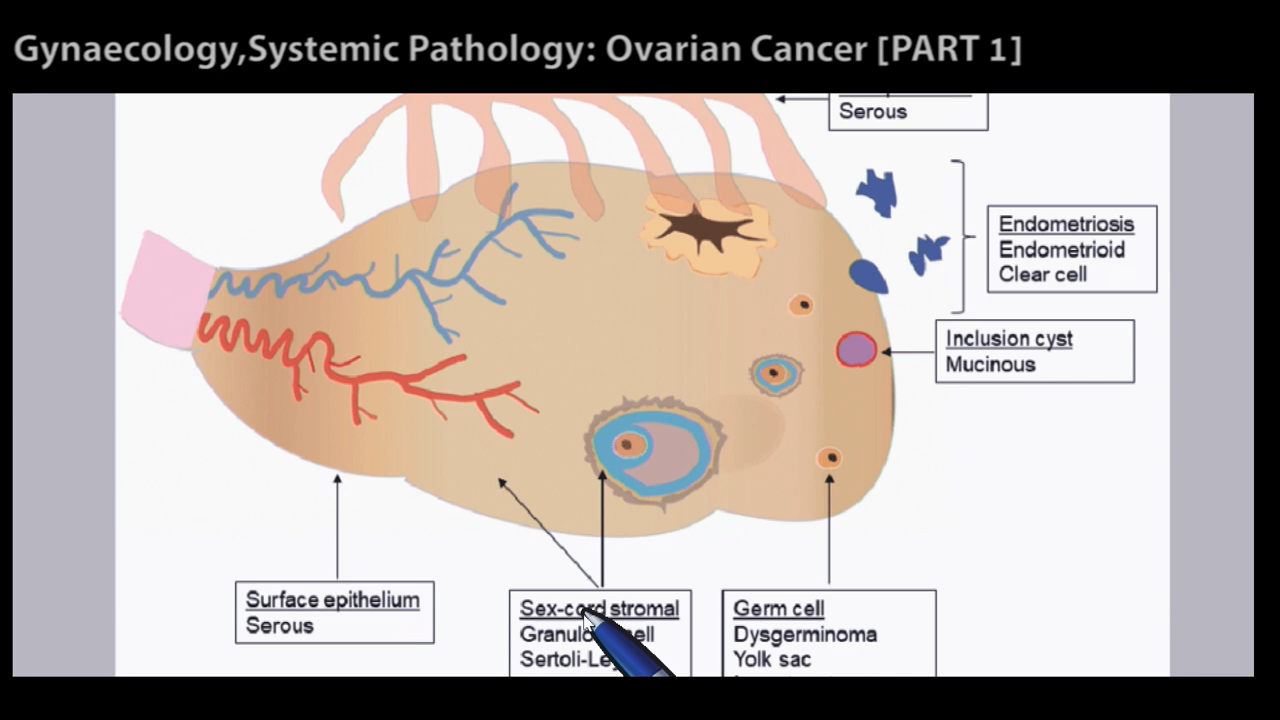 Gynaecology,Systemic Pathology: Ovarian Cancer [PART 1]
Serous
Endometriosis
Endometrioid
Clear cell
Inclusion cyst
Mucinous
Surface epithelium
Serous
Sex-cord stromal
Germ cell
Dysgerminoma
Yolk sac